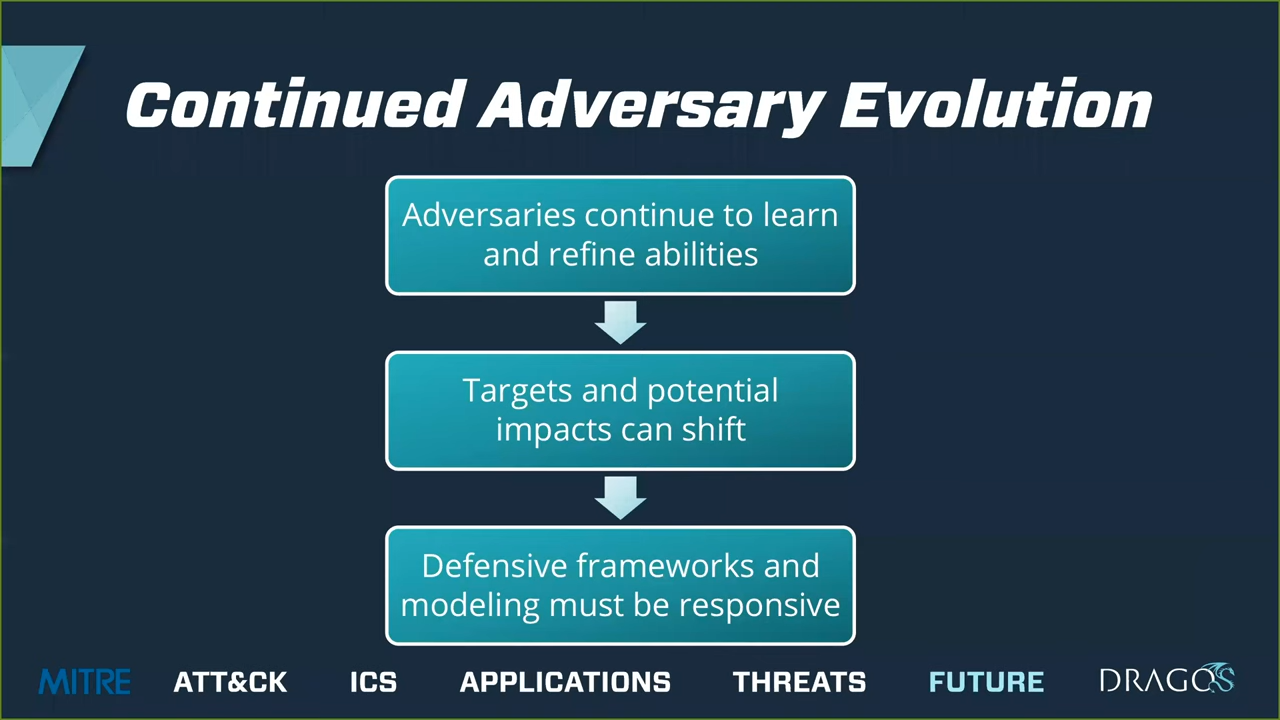 Continued Adversary Evolution
Adversaries continue to learn
and refine abilities
Targets and potential
impacts can shift
Defensive frameworks and
modeling must be responsive
MITRE ATT&CK ICS APPLICATIONS THREATS FUTURE DRAGOS